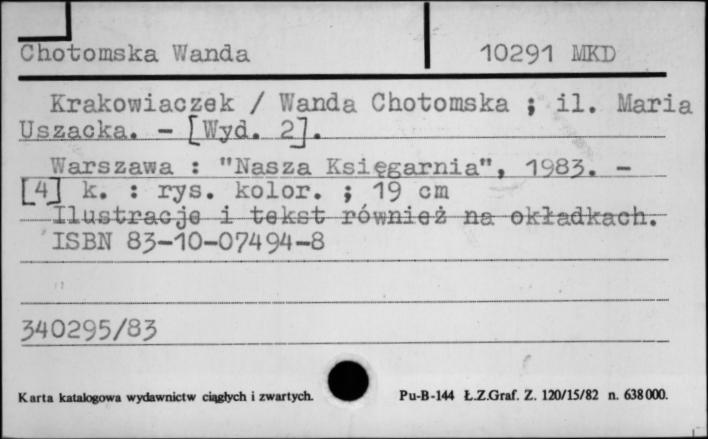 Chotomska Wanda 10291 MKD
Krakowiaczek / Wanda Chotomska ; il. Maria
Uszacka. - [Wyd. 2].
Warszawa : "Nasza Księgarnia", 1983. -
[4] k. : rys. kolor. ; 19 cm
Ilustracje i tekst również na okładkach.
ISBN 83-10-07494-8
340295/83
Karta katalogowa wydawnictw ciągłych i zwartych. Pu-B-144 Ł.Z.Graf. Z. 120/15/82 n. 638000.